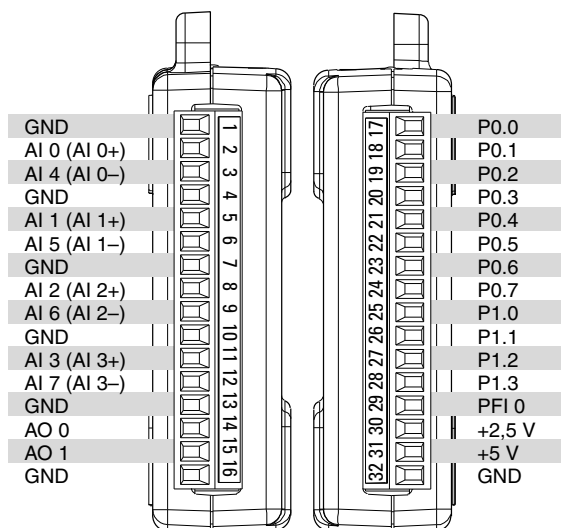 GND 1
AI 0 (AI 0+) 2
AI 4 (AI 0–) 3
GND 4
AI 1 (AI 1+) 5
AI 5 (AI 1–) 6
GND 7
AI 2 (AI 2+) 8
AI 6 (AI 2–) 9
GND 10
AI 3 (AI 3+) 11
AI 7 (AI 3–) 12
GND 13
AO 0 14
AO 1 15
GND 16
17 P0.0
18 P0.1
19 P0.2
20 P0.3
21 P0.4
22 P0.5
23 P0.6
24 P0.7
25 P1.0
26 P1.1
27 P1.2
28 P1.3
29 PFI 0
30 +2,5 V
31 +5 V
32 GND